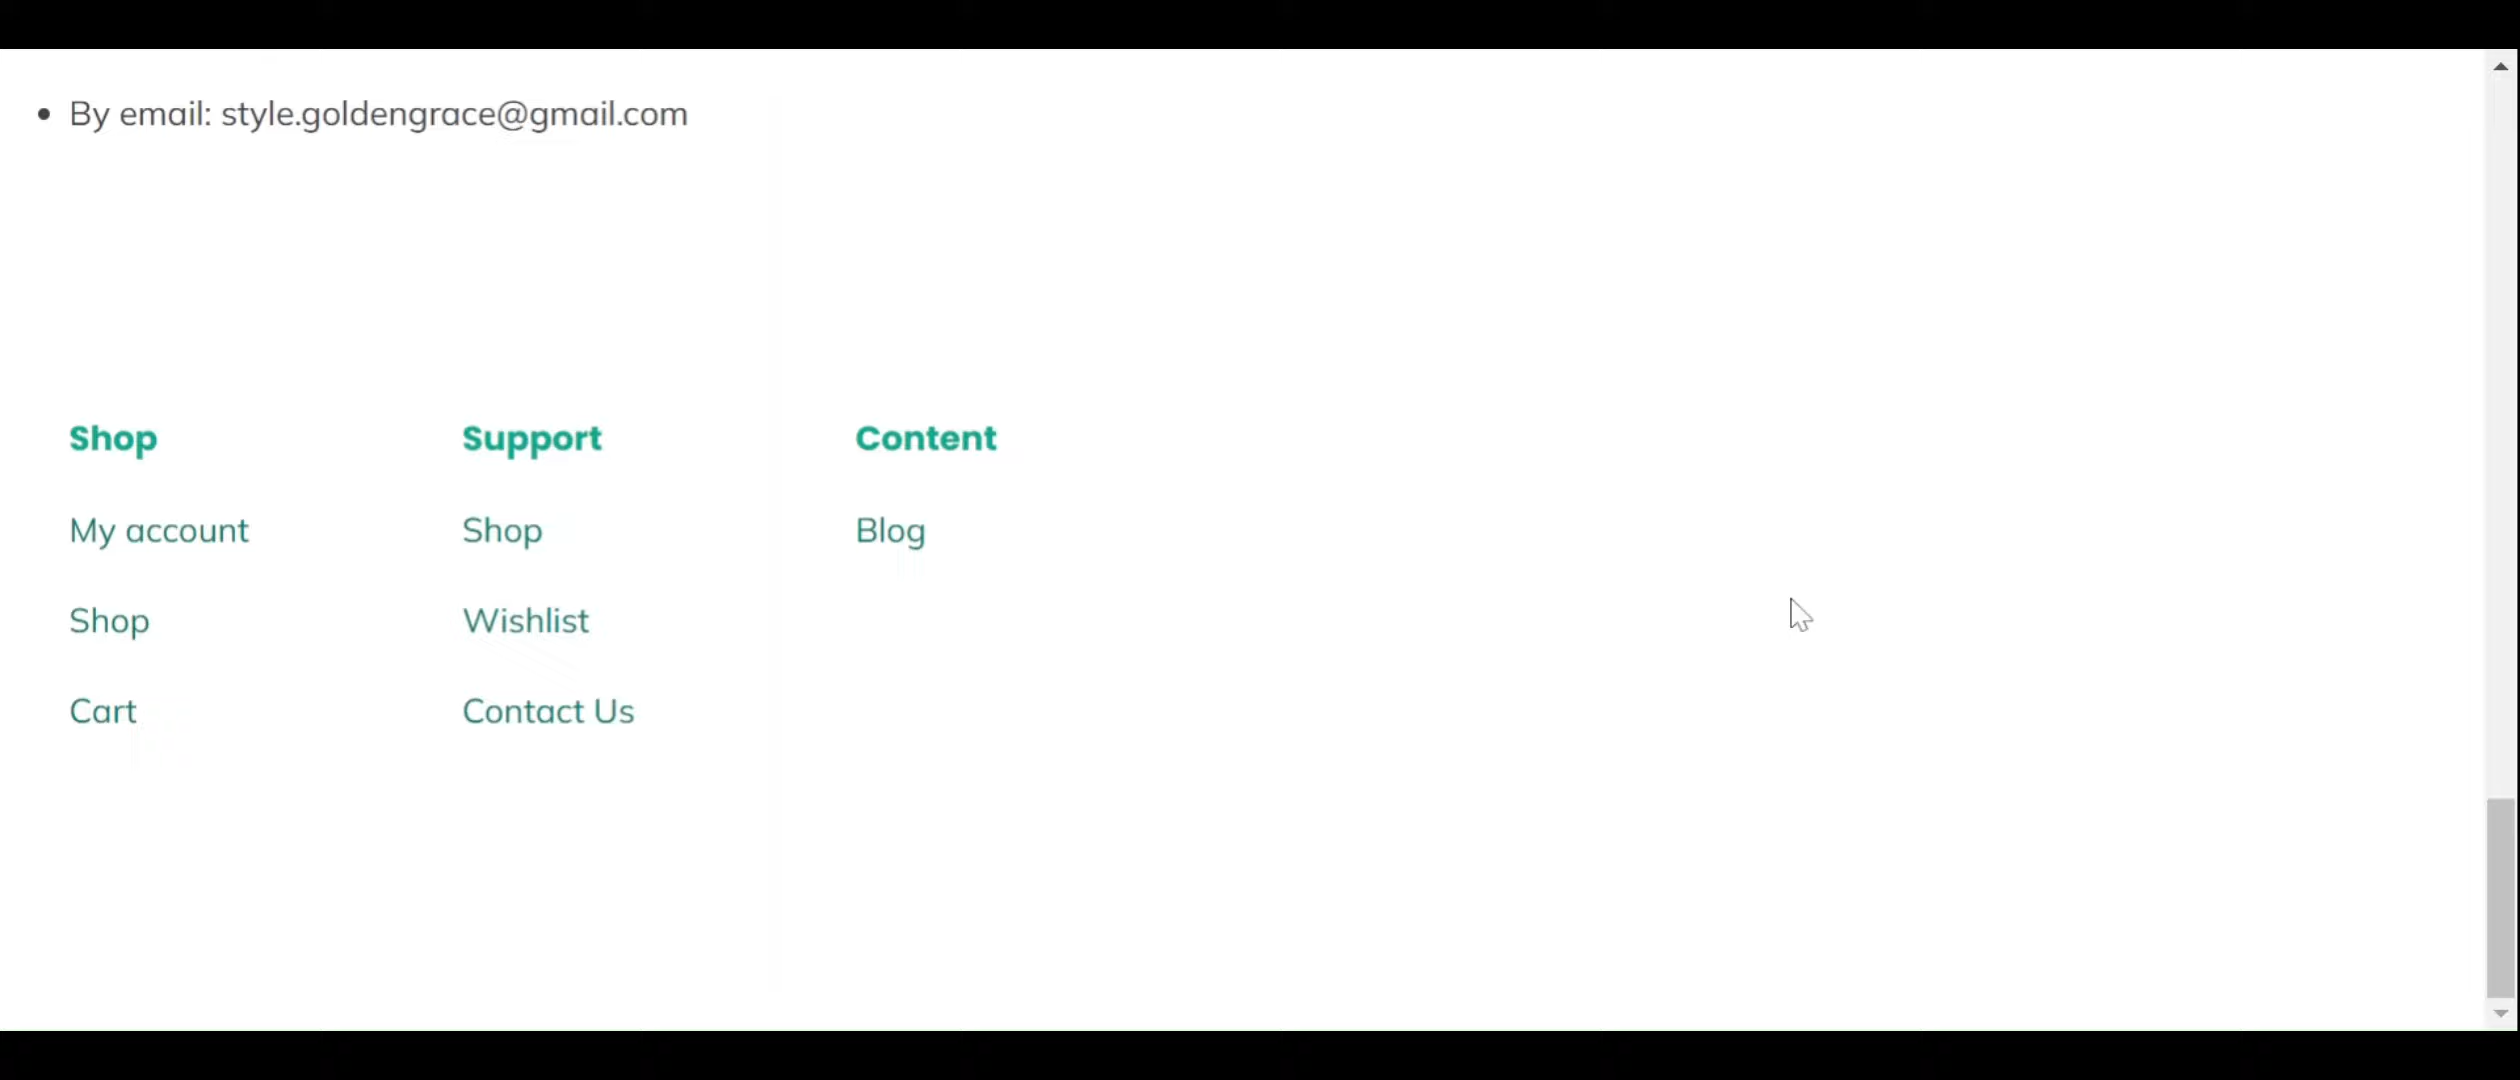 • By email: style.goldengrace@gmail.com
Shop
My account
Shop
Cart
Support
Shop
Wishlist
Contact Us
Content
Blog